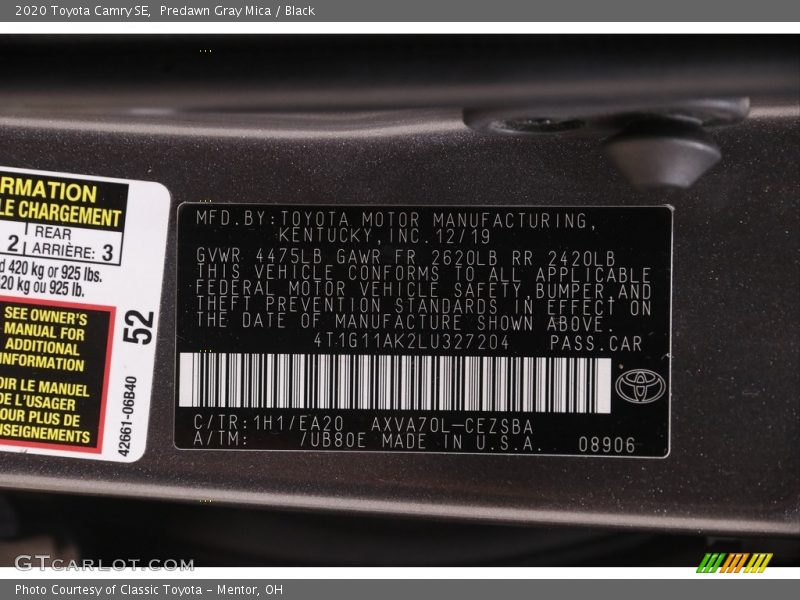 2020 Toyota Camry SE, Predawn Gray Mica / Black
RMATION
LE CHARGEMENT
2 REAR
ARRIÈRE: 3
d 420 kg or 925 lbs.
20 kg ou 925 lb.
SEE OWNER'S
MANUAL FOR
ADDITIONAL
INFORMATION
OIR LE MANUEL
DE L'USAGER
OUR PLUS DE
NSEIGNEMENTS
52
42661-06B40
MFD.BY:TOYOTA MOTOR MANUFACTURING,
KENTUCKY,INC.12/19
GVWR 4475LB GAWR FR 2620LB RR 2420LB
THIS VEHICLE CONFORMS TO ALL APPLICABLE
FEDERAL MOTOR VEHICLE SAFETY,BUMPER,AND
THEFT PREVENTION STANDARDS IN EFFECT ON
THE DATE OF MANUFACTURE SHOWN ABOVE.
4T1G11AK2LU327204 PASS.CAR
C/TR:1H1/EA20 AXVA70L-CEZSBA
A/TM: /UB80E MADE IN U.S.A. 08906
GTCARLOT.COM
Photo Courtesy of Classic Toyota - Mentor, OH